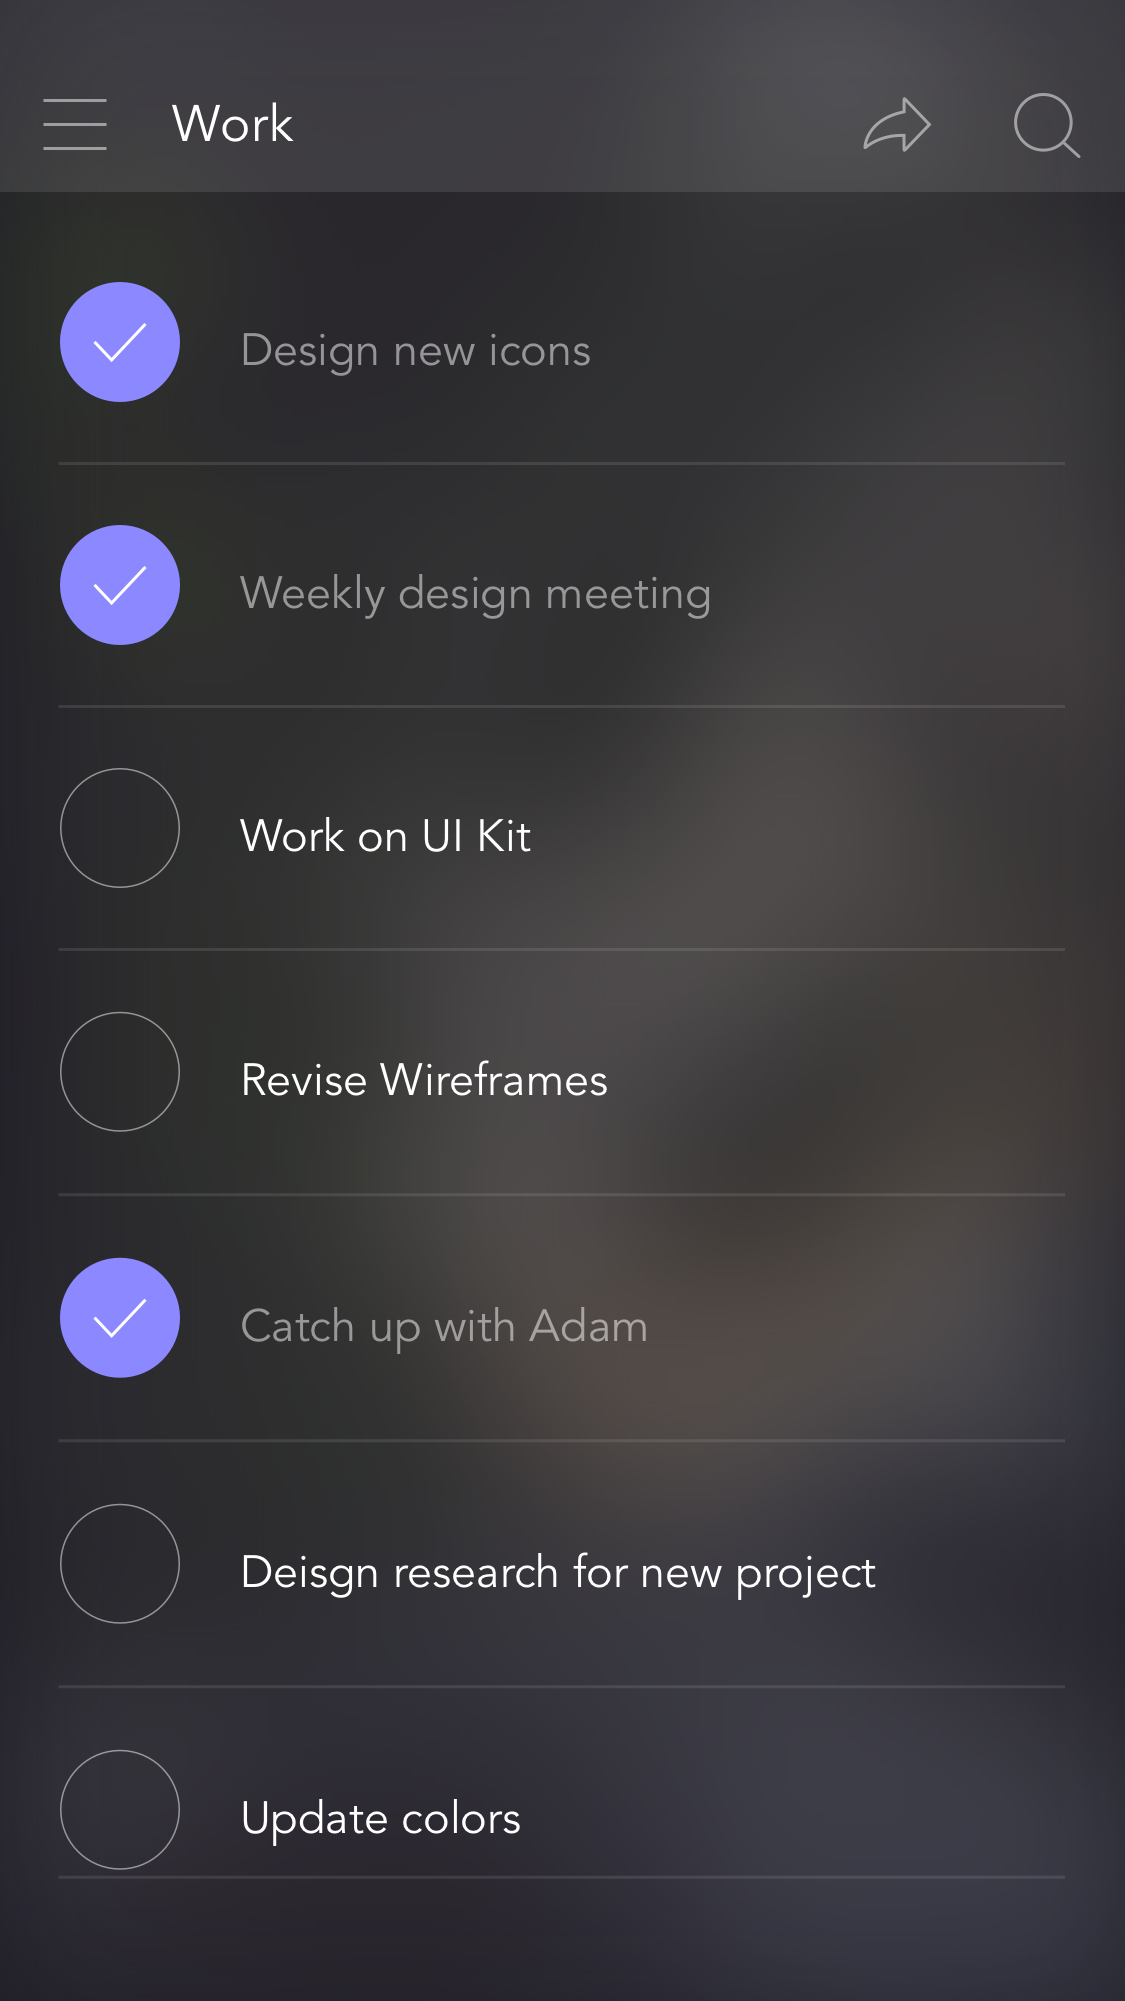 Work
Design new icons
Weekly design meeting
Work on UI Kit
Revise Wireframes
Catch up with Adam
Deisgn research for new project
Update colors